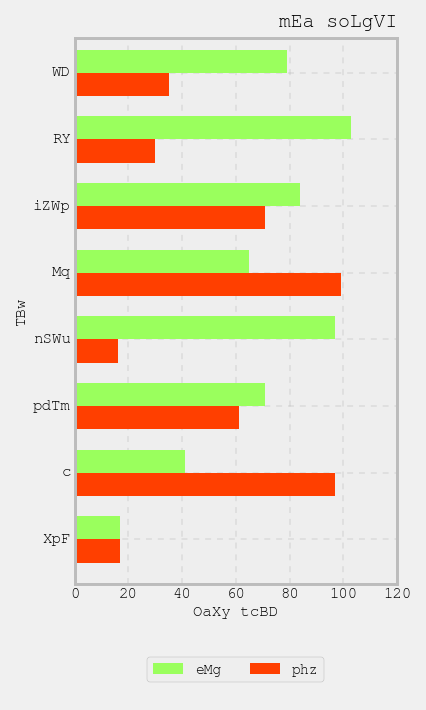 mEa soLgVI
WD
RY
iZWp
Mq
nSWu
pdTm
c
XpF
TBw
0 20 40 60 80 100 120
OaXy tcBD
eMg phz